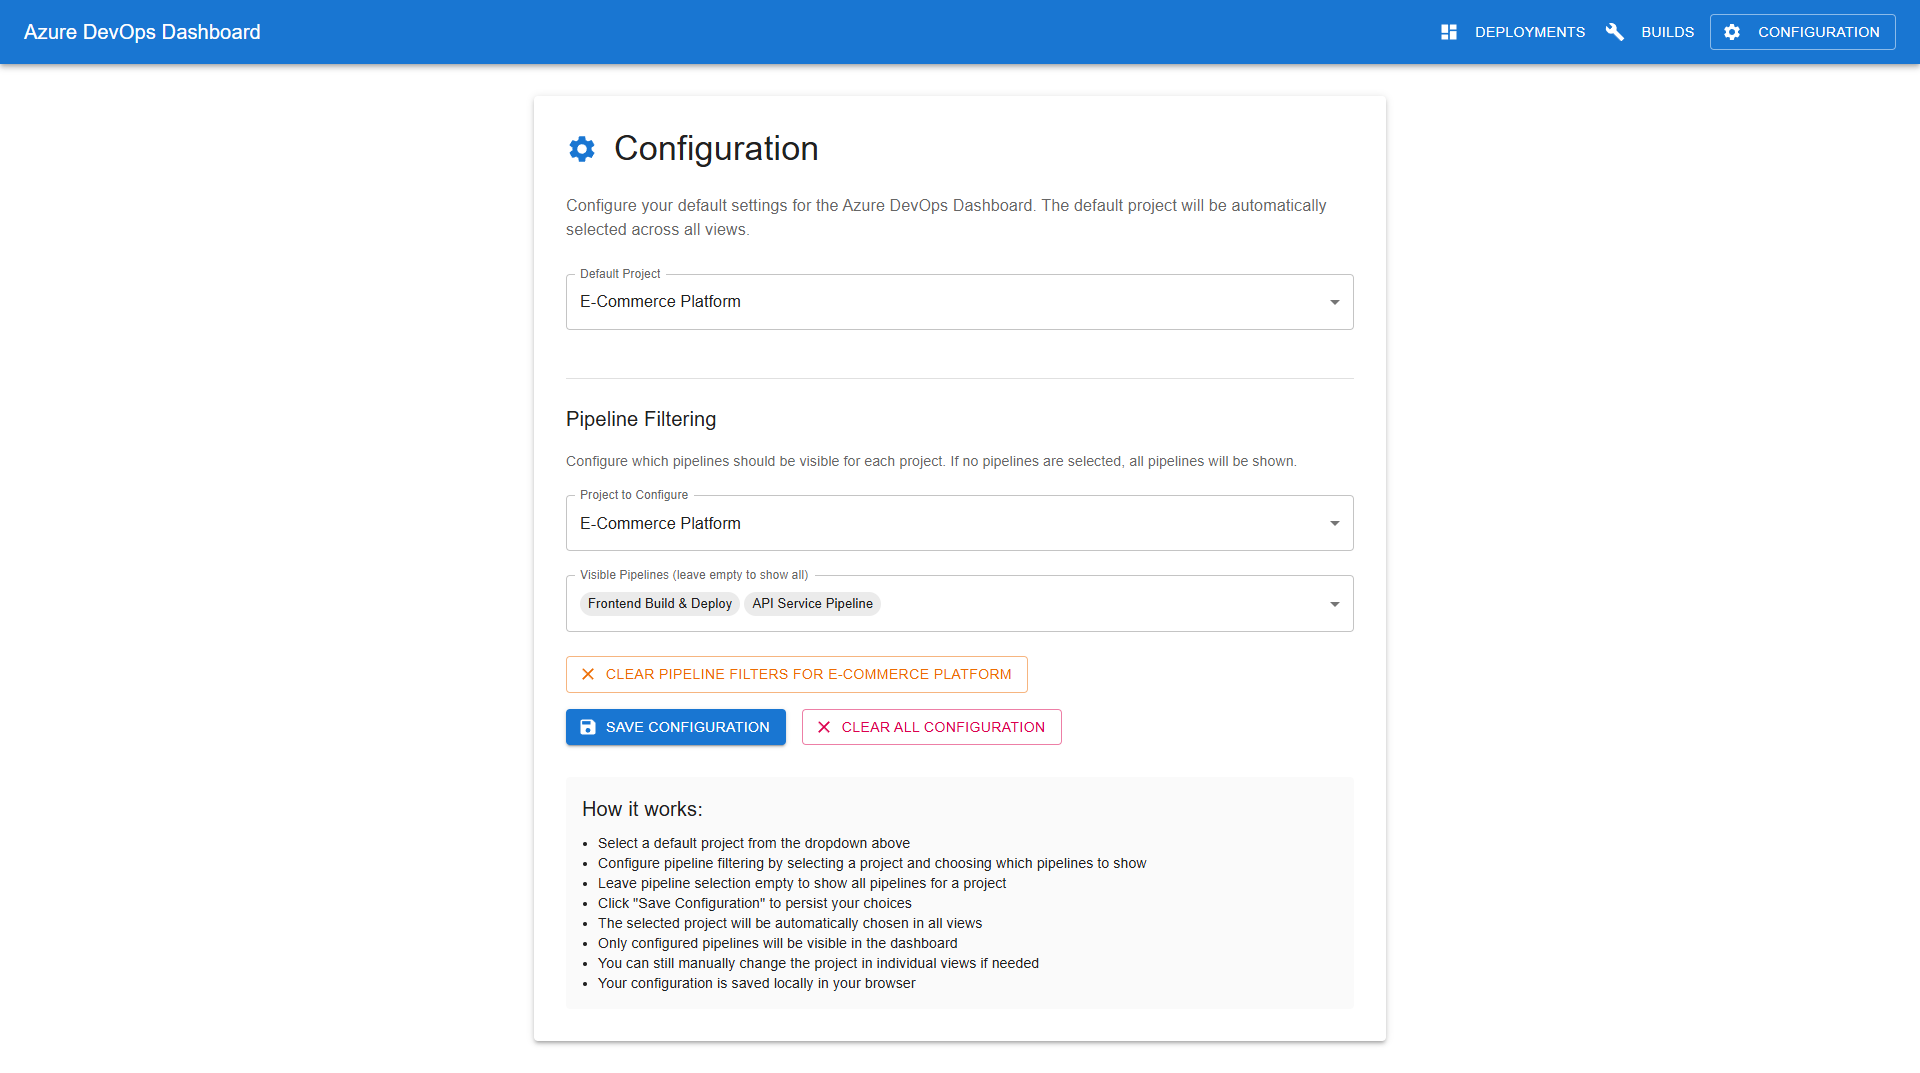 Azure DevOps Dashboard
DEPLOYMENTS
BUILDS
CONFIGURATION
Configuration
Configure your default settings for the Azure DevOps Dashboard. The default project will be automatically
selected across all views.
Default Project
E-Commerce Platform
Pipeline Filtering
Configure which pipelines should be visible for each project. If no pipelines are selected, all pipelines will be shown.
Project to Configure
E-Commerce Platform
Visible Pipelines (leave empty to show all)
Frontend Build & Deploy
API Service Pipeline
CLEAR PIPELINE FILTERS FOR E-COMMERCE PLATFORM
SAVE CONFIGURATION
CLEAR ALL CONFIGURATION
How it works:
• Select a default project from the dropdown above
• Configure pipeline filtering by selecting a project and choosing which pipelines to show
• Leave pipeline selection empty to show all pipelines for a project
• Click "Save Configuration" to persist your choices
• The selected project will be automatically chosen in all views
• Only configured pipelines will be visible in the dashboard
• You can still manually change the project in individual views if needed
• Your configuration is saved locally in your browser